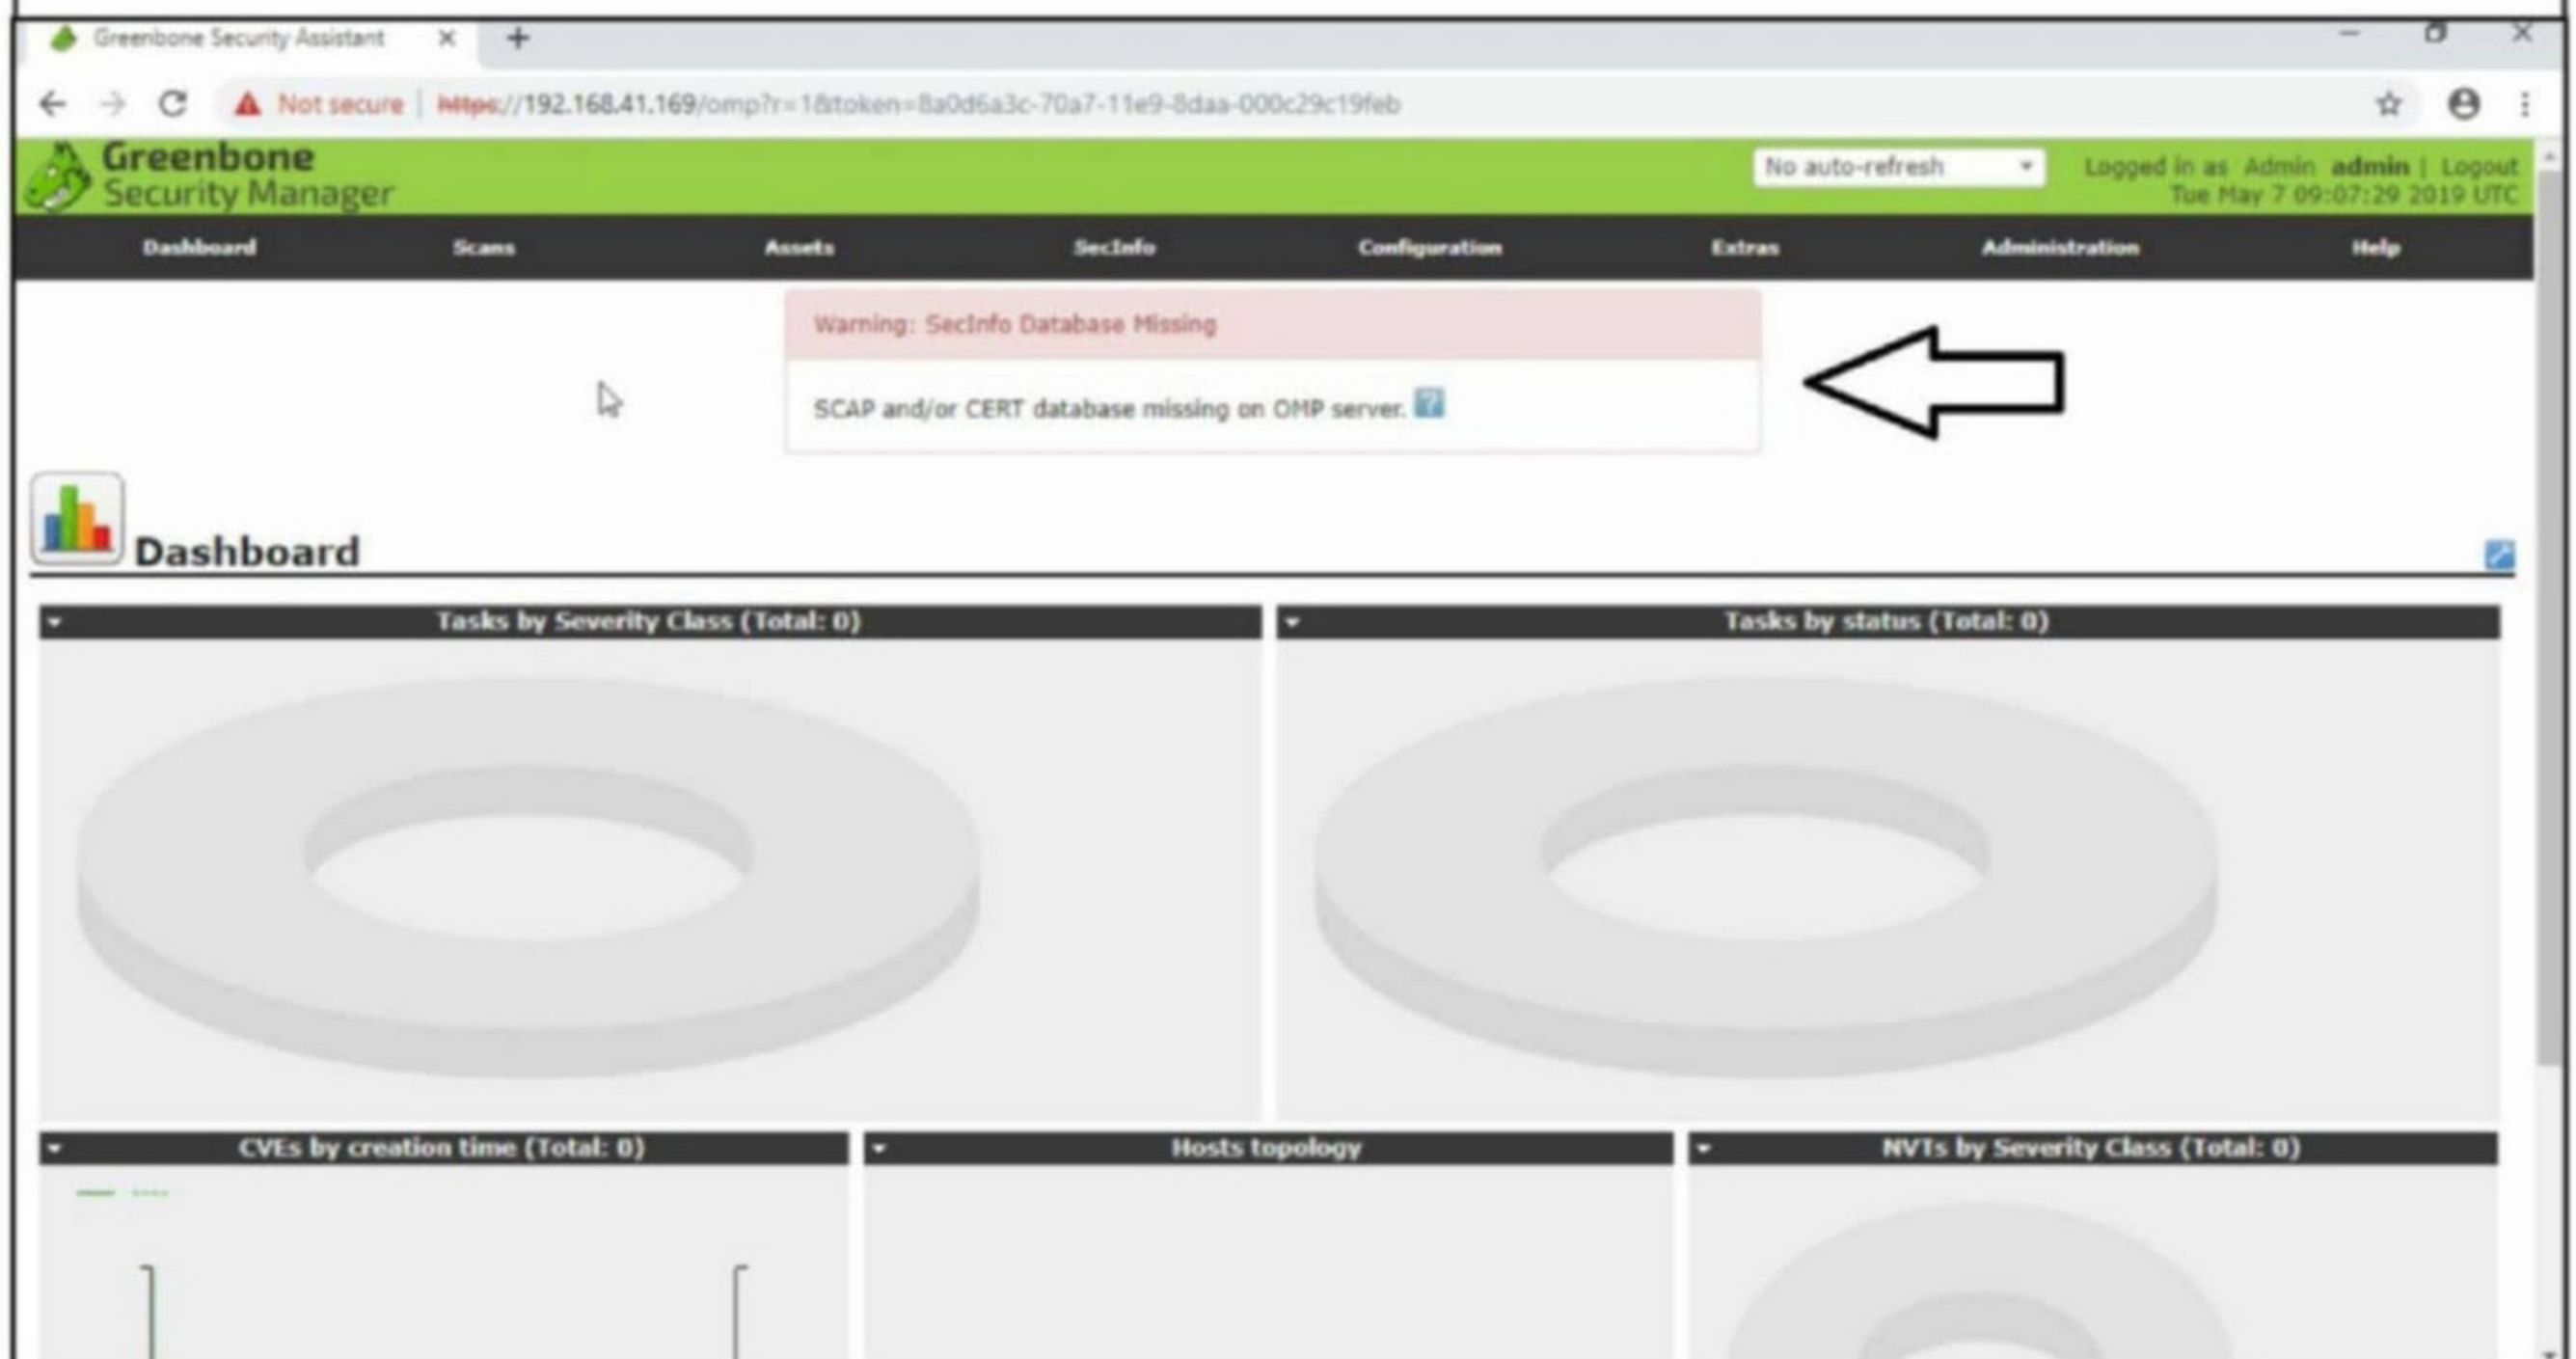 Greenbone Security Assistant
Not secure | https://192.168.41.169/omp?r=1&token=8a0d6a3c-70a7-11e9-8daa-000c29c19feb
Greenbone
Security Manager
No auto-refresh
Logged in as Admin admin | Logout
Tue May 7 09:07:29 2019 UTC
Dashboard Scans Assets SecInfo Configuration Extras Administration Help
Warning: SecInfo Database Missing
SCAP and/or CERT database missing on OMP server. ?
Dashboard
Tasks by Severity Class (Total: 0)
Tasks by status (Total: 0)
CVEs by creation time (Total: 0)
Hosts topology
NVTs by Severity Class (Total: 0)